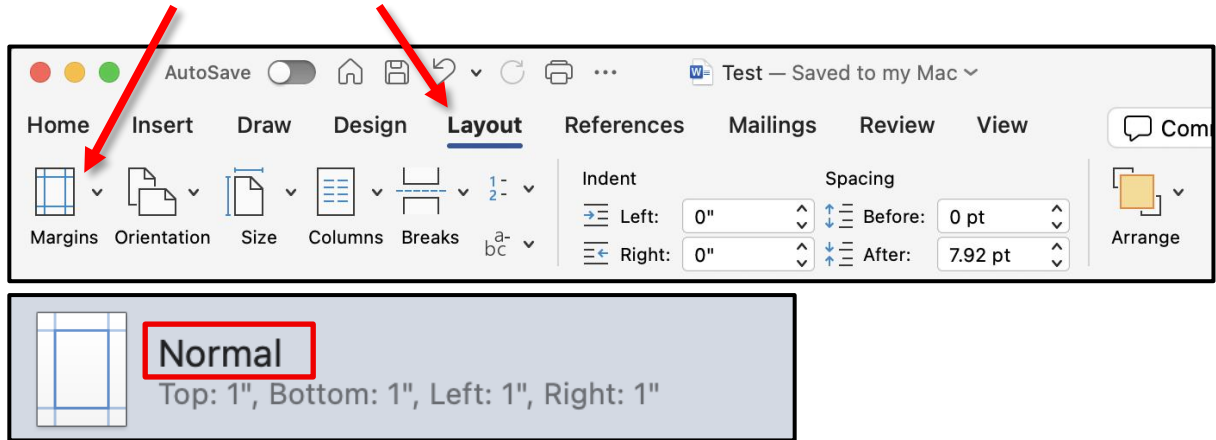 AutoSave Test — Saved to my Mac
Home Insert Draw Design Layout References Mailings Review View
Margins Orientation Size Columns Breaks
Indent Spacing
Left: 0" Before: 0 pt
Right: 0" After: 7.92 pt
Arrange
Normal
Top: 1", Bottom: 1", Left: 1", Right: 1"